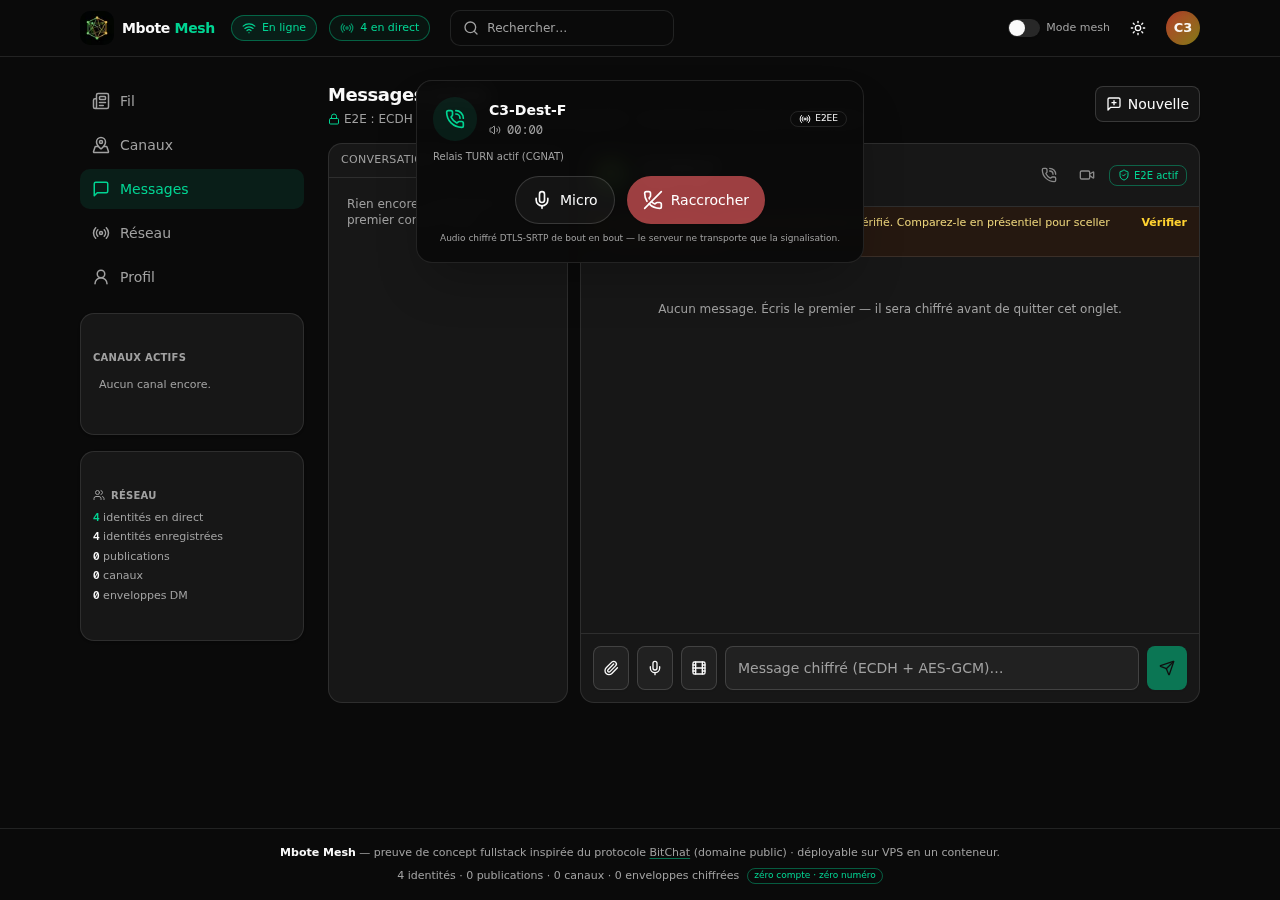 Mbote Mesh
En ligne
4 en direct
Rechercher…
Mode mesh
C3
Fil
Canaux
Messages
Réseau
Profil
CANAUX ACTIFS
Aucun canal encore.
RÉSEAU
4 identités en direct
4 identités enregistrées
0 publications
0 canaux
0 enveloppes DM
Messages
E2E : ECDH
Nouvelle
C3-Dest-F
00:00
E2EE
Relais TURN actif (CGNAT)
Micro
Raccrocher
Audio chiffré DTLS-SRTP de bout en bout — le serveur ne transporte que la signalisation.
Rien encore
premier
E2E actif
Comparez-le en présentiel pour sceller
Vérifier
Aucun message. Écris le premier — il sera chiffré avant de quitter cet onglet.
Message chiffré (ECDH + AES-GCM)…
Mbote Mesh — preuve de concept fullstack inspirée du protocole BitChat (domaine public) · déployable sur VPS en un conteneur.
4 identités · 0 publications · 0 canaux · 0 enveloppes chiffrées
zéro compte · zéro numéro